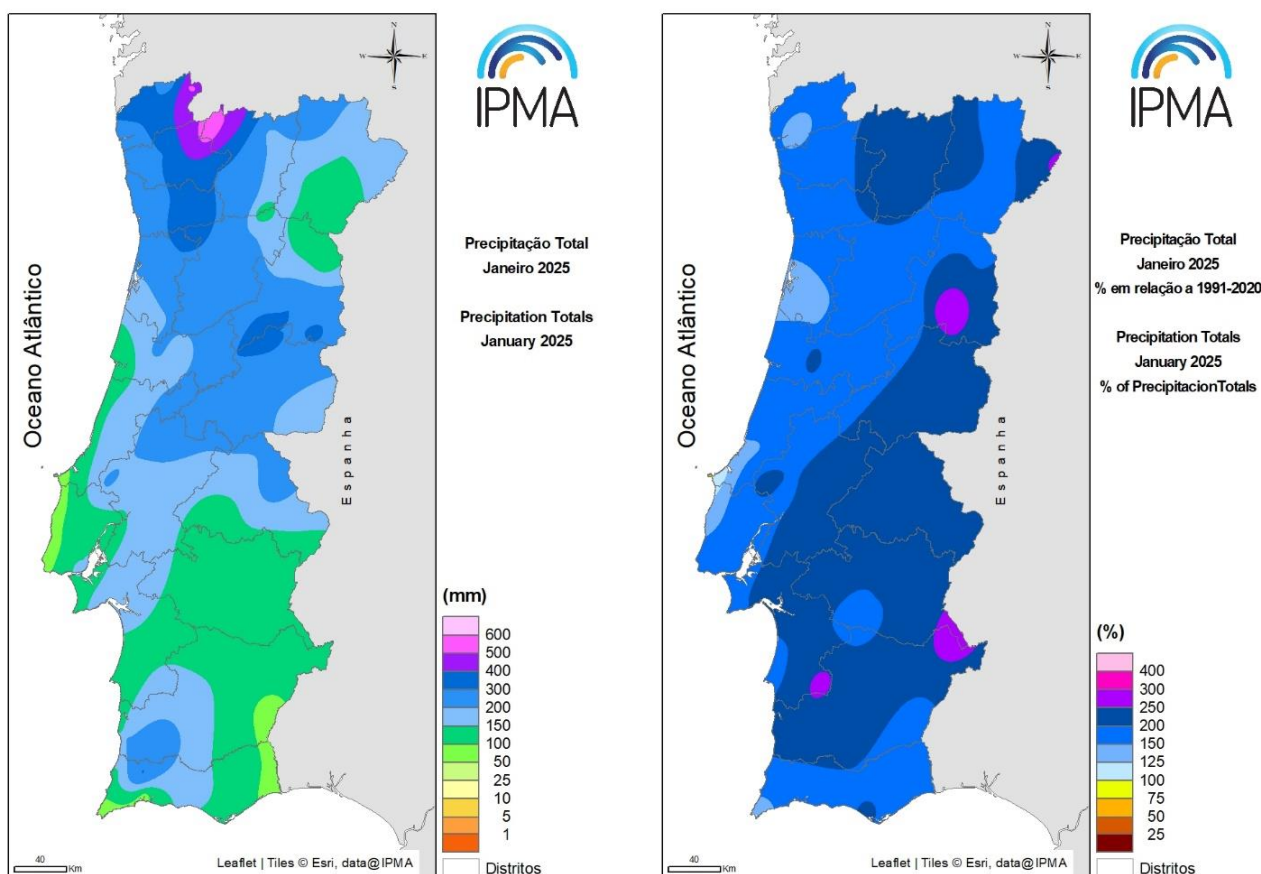 N
W
E
S
IPMA
Precipitação Total
Janeiro 2025
Precipitation Totals
January 2025
Oceano Atlântico
Espanha
(mm)
600
500
400
300
200
150
100
50
25
10
5
1
Distritos
40
Km
Leaflet | Tiles © Esri, data@IPMA
N
W
E
S
IPMA
Precipitação Total
Janeiro 2025
% em relação a 1991-2020
Precipitation Totals
January 2025
% of PrecipitacionTotals
Oceano Atlântico
Espanha
(%)
400
300
250
200
150
125
100
75
50
25
Distritos
40
Km
Leaflet | Tiles © Esri, data@IPMA